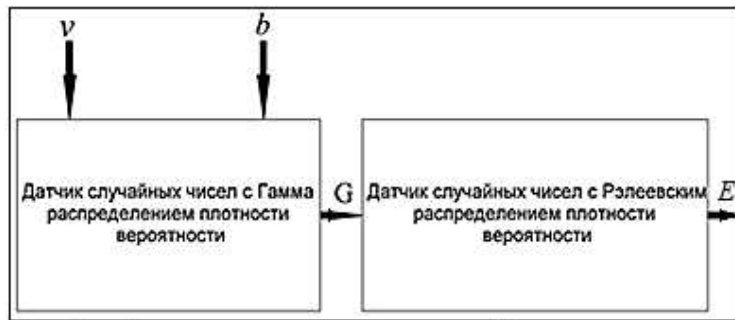 v
b
Датчик случайных чисел с Гамма
распределением плотности
вероятности
G
Датчик случайных чисел с Рэлеевским
распределением плотности
вероятности
E